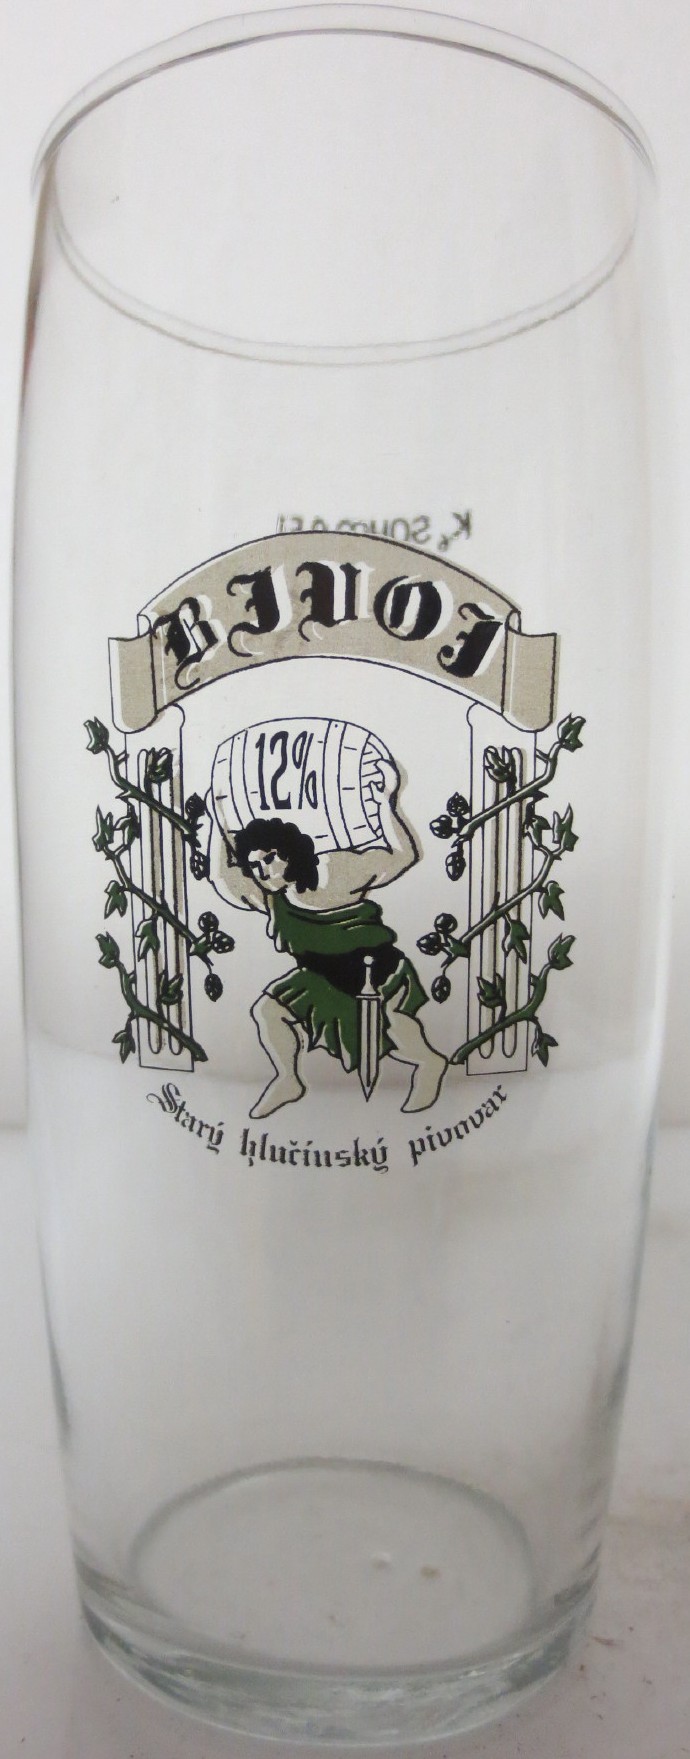 BIVOJ
12%
Starý hlučínský pivovar